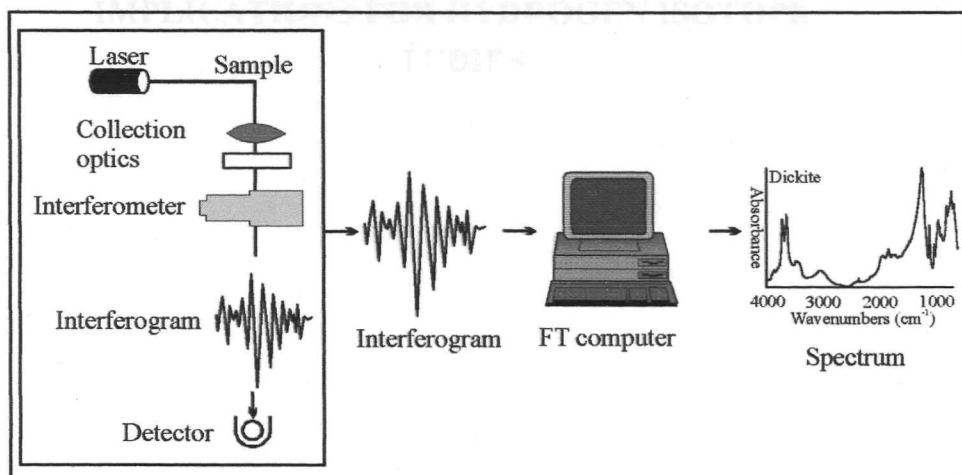 Laser
Sample
Collection
optics
Interferometer
Interferogram
Detector
Interferogram
FT computer
Dickite
Absorbance
4000 3000 2000 1000
Wavenumbers (cm⁻¹)
Spectrum